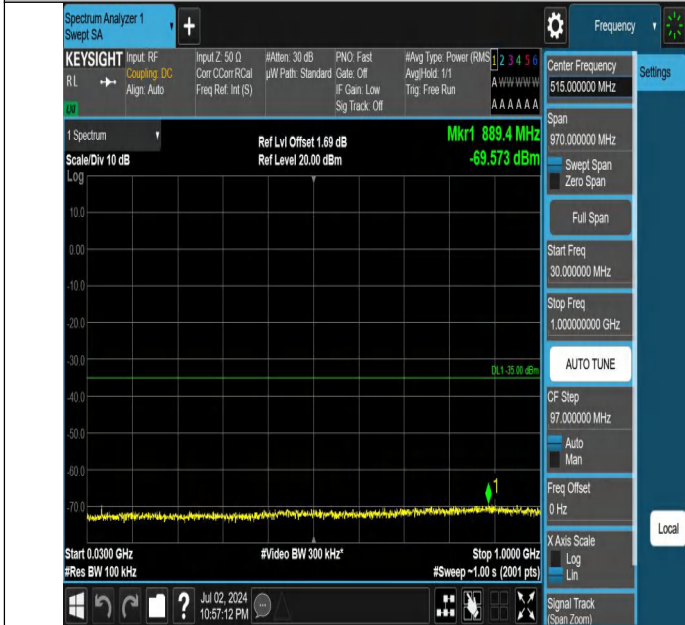 Spectrum Analyzer 1
Swept SA
+
Frequency
KEYSIGHT
RL
Input: RF
Coupling: DC
Align: Auto
Input Z: 50 Ω
Corr CCorr RCal
Freq Ref: Int (S)
#Atten: 30 dB
µW Path: Standard
PNO: Fast
Gate: Off
IF Gain: Low
Sig Track: Off
#Avg Type: Power (RMS
Avg|Hold: 1/1
Trig: Free Run
1 2 3 4 5 6
A W W W W W
A A A A A A
1 Spectrum
Scale/Div 10 dB
Log
Ref Lvl Offset 1.69 dB
Ref Level 20.00 dBm
Mkr1 889.4 MHz
-69.573 dBm
10.0
0.00
-10.0
-20.0
-30.0
DL1 -35.00 dBm
-40.0
-50.0
-60.0
1
-70.0
Start 0.0300 GHz
#Res BW 100 kHz
#Video BW 300 kHz*
Stop 1.0000 GHz
#Sweep ~1.00 s (2001 pts)
Center Frequency
515.000000 MHz
Settings
Span
970.000000 MHz
Swept Span
Zero Span
Full Span
Start Freq
30.000000 MHz
Stop Freq
1.000000000 GHz
AUTO TUNE
CF Step
97.000000 MHz
Auto
Man
Freq Offset
0 Hz
X Axis Scale
Log
Lin
Local
Signal Track
(Span Zoom)
?
Jul 02, 2024
10:57:12 PM